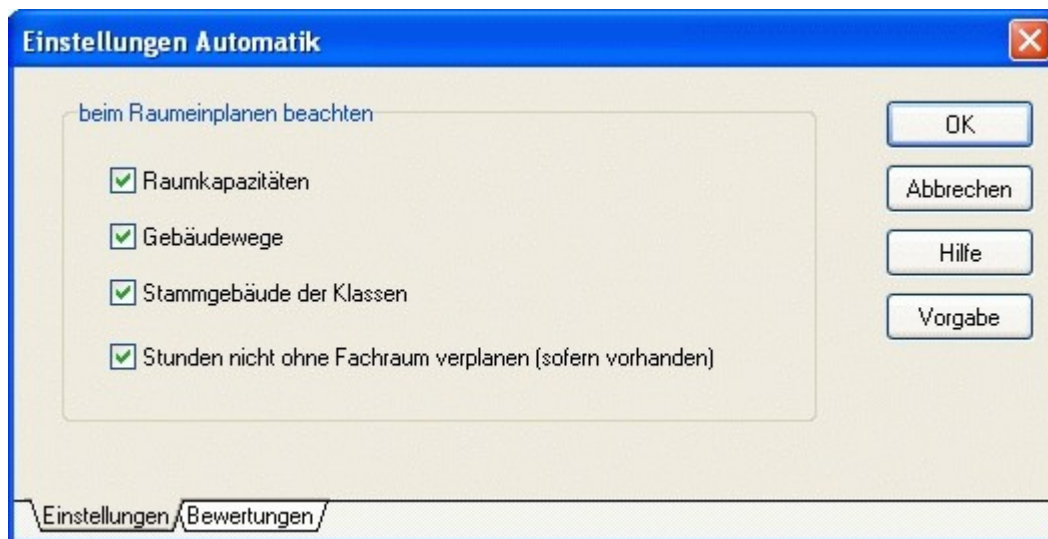 Einstellungen Automatik
beim Raumeinplanen beachten
Raumkapazitäten
Gebäudewege
Stammgebäude der Klassen
Stunden nicht ohne Fachraum verplanen (sofern vorhanden)
OK
Abbrechen
Hilfe
Vorgabe
Einstellungen
Bewertungen